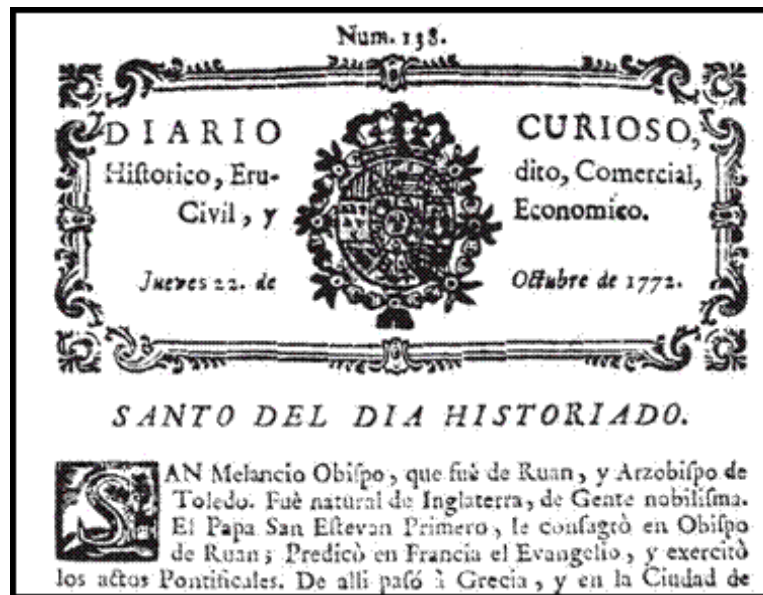 Num. 138.
DIARIO CURIOSO,
Hiſtorico, Eru- dito, Comercial,
Civil, y Economico.
Jueves 22. de Octubre de 1772.
SANTO DEL DIA HISTORIADO.
SAN Melancio Obiſpo, que fuè de Ruan, y Arzobiſpo de
Toledo. Fuè natural de Inglaterra, de Gente nobiliſma.
El Papa San Eſtevan Primero, le conſagrò en Obiſpo
de Ruan; Predicò en Francia el Evangelio, y exercitò
los actos Pontificales. De alli paſó à Grecia, y en la Ciudad de